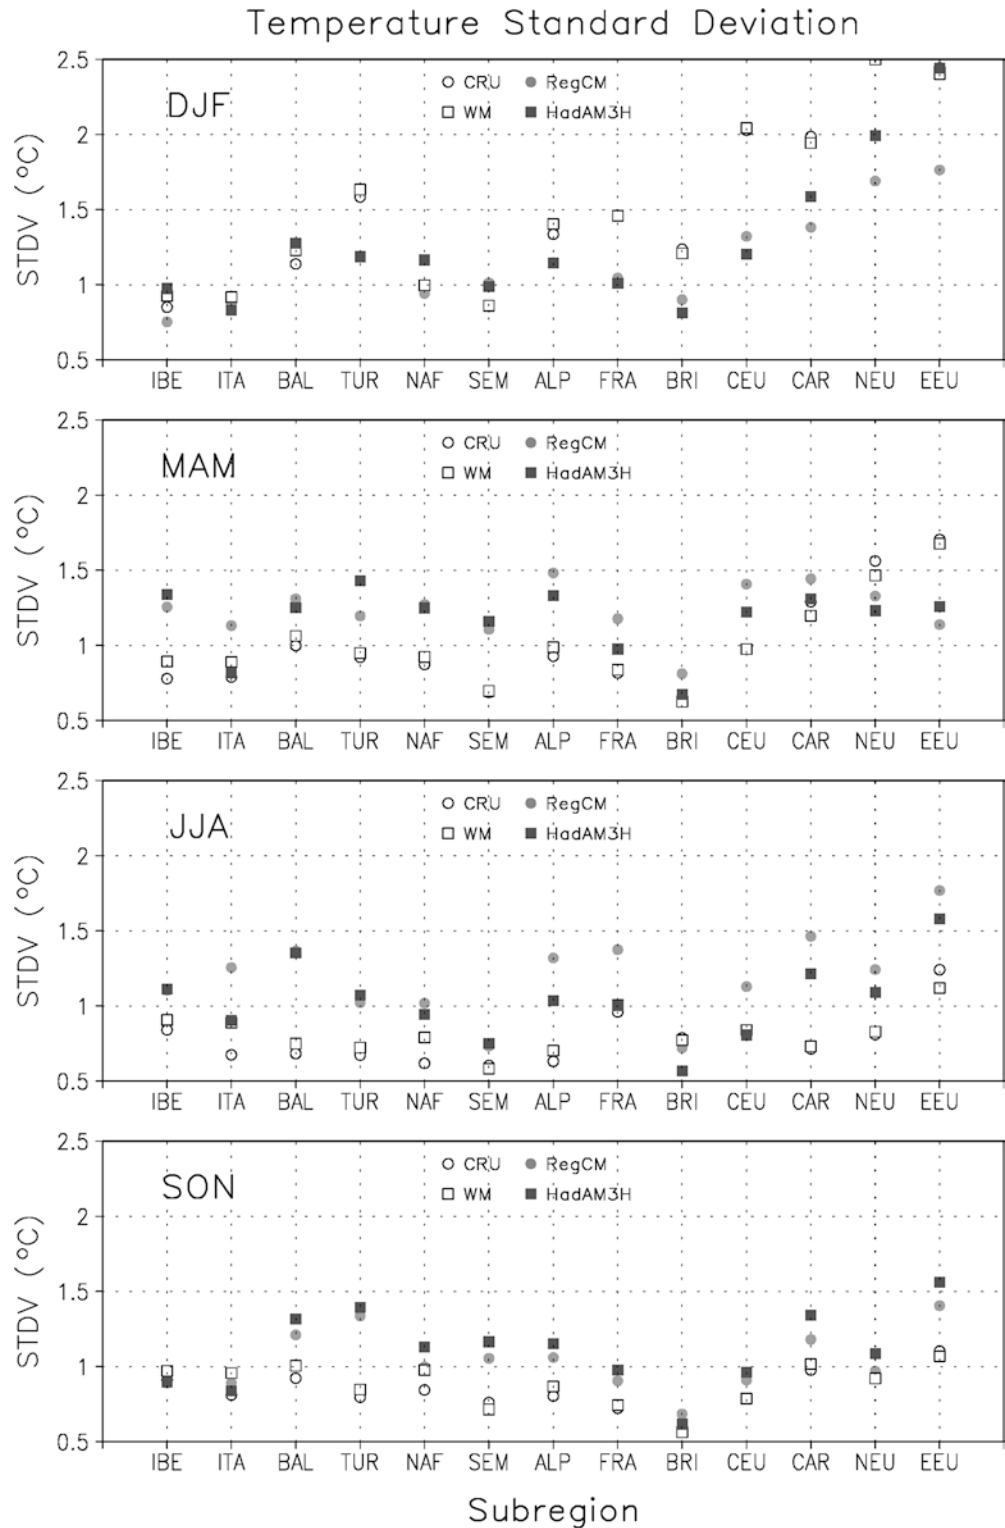 Temperature Standard Deviation
2.5
2
1.5
1
0.5
STDV (°C)
DJF
CRU RegCM
WM HadAM3H
IBE ITA BAL TUR NAF SEM ALP FRA BRI CEU CAR NEU EEU
2.5
2
1.5
1
0.5
STDV (°C)
MAM
CRU RegCM
WM HadAM3H
IBE ITA BAL TUR NAF SEM ALP FRA BRI CEU CAR NEU EEU
2.5
2
1.5
1
0.5
STDV (°C)
JJA
CRU RegCM
WM HadAM3H
IBE ITA BAL TUR NAF SEM ALP FRA BRI CEU CAR NEU EEU
2.5
2
1.5
1
0.5
STDV (°C)
SON
CRU RegCM
WM HadAM3H
IBE ITA BAL TUR NAF SEM ALP FRA BRI CEU CAR NEU EEU
Subregion